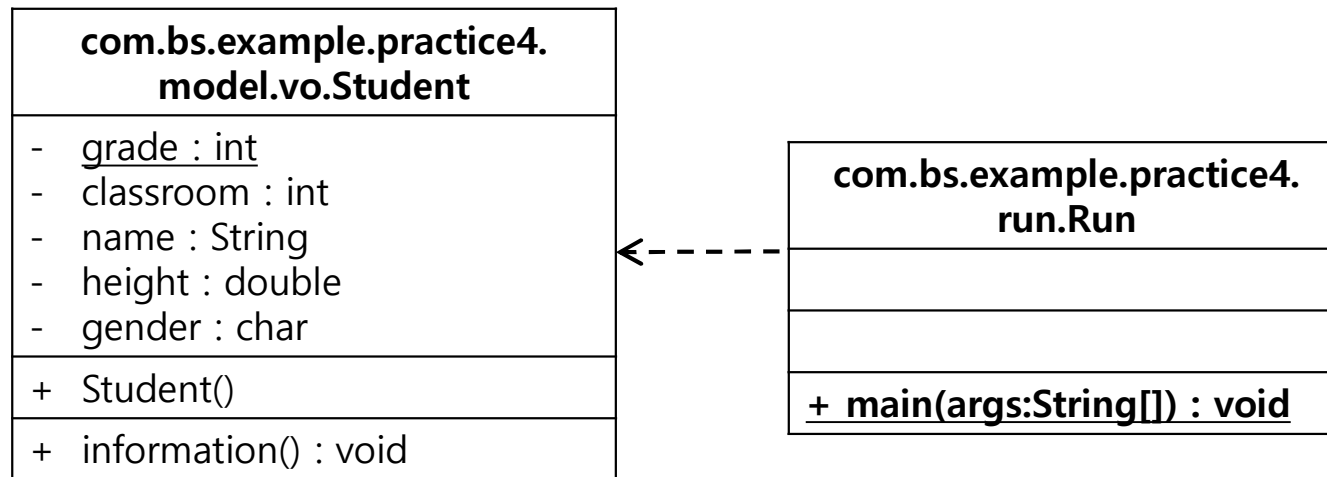 com.bs.example.practice4.
model.vo.Student
- grade : int
- classroom : int
- name : String
- height : double
- gender : char
+ Student()
+ information() : void
com.bs.example.practice4.
run.Run
+ main(args:String[]) : void